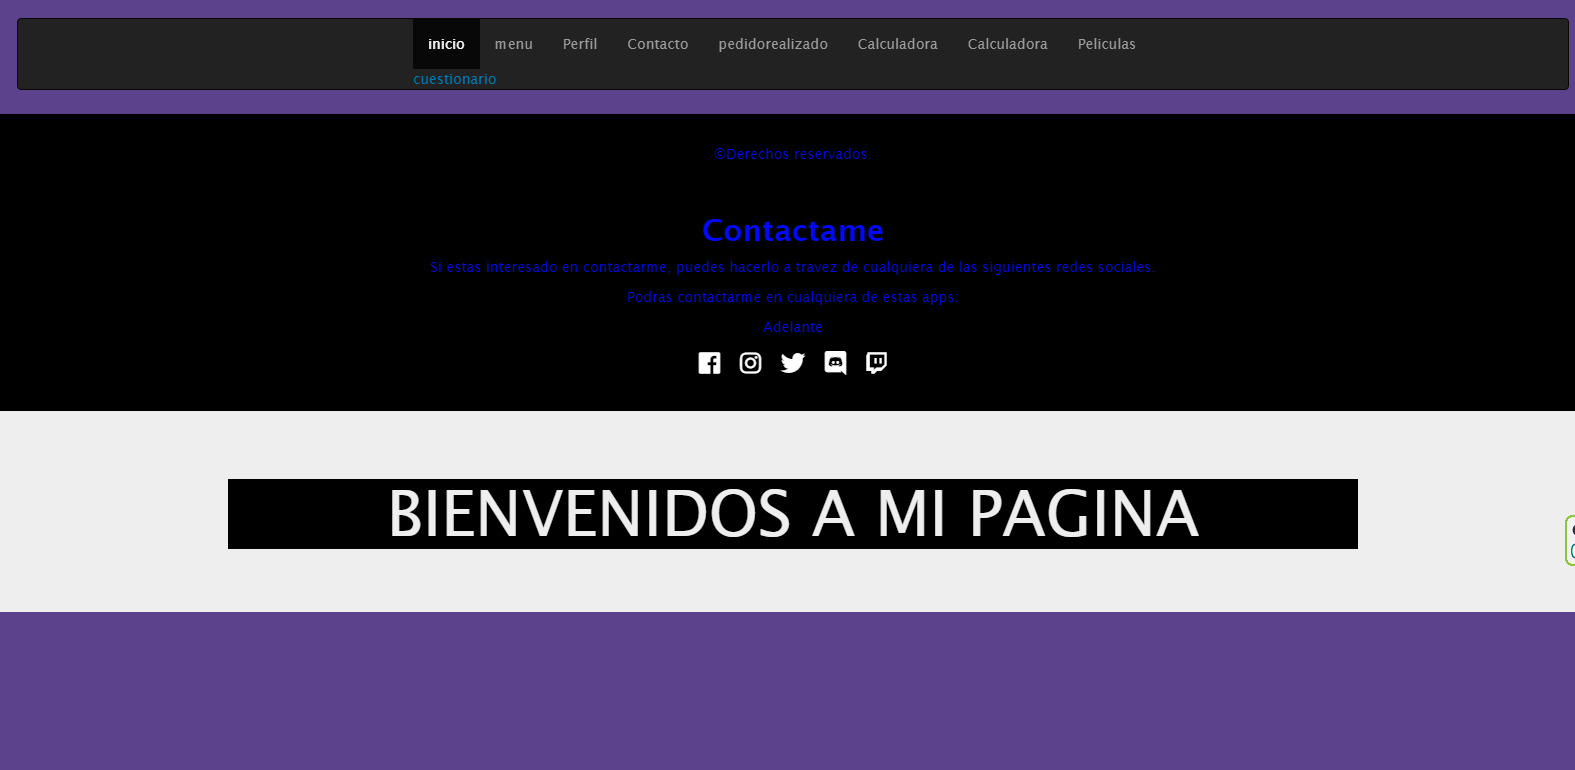 inicio menu Perfil Contacto pedidorealizado Calculadora Calculadora Peliculas
cuestionario
©Derechos reservados.
Contactame
Si estas interesado en contactarme, puedes hacerlo a travez de cualquiera de las siguientes redes sociales.
Podras contactarme en cualquiera de estas apps:
Adelante
BIENVENIDOS A MI PAGINA